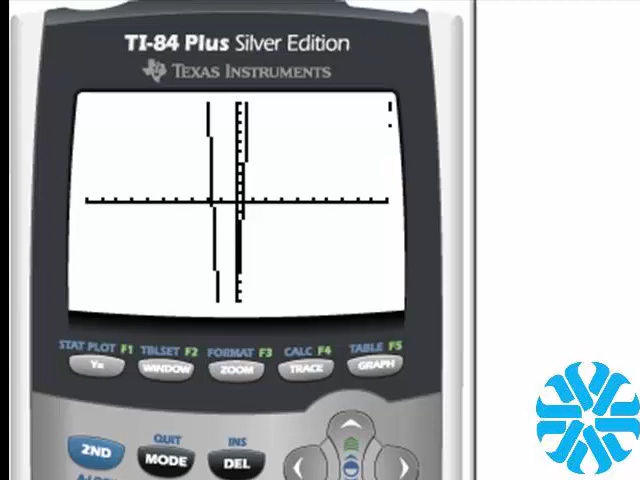 TI-84 Plus Silver Edition
TEXAS INSTRUMENTS
STAT PLOT F1 TBLSET F2 FORMAT F3 CALC F4 TABLE F5
Y= WINDOW ZOOM TRACE GRAPH
QUIT INS
2ND MODE DEL